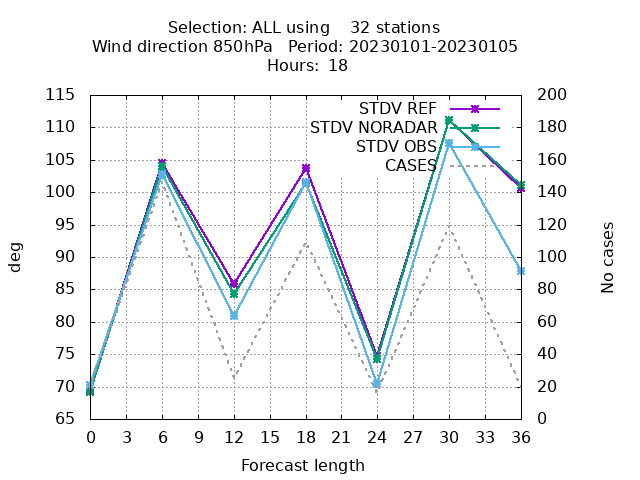 Selection: ALL using    32 stations
Wind direction 850hPa   Period: 20230101-20230105
Hours: 18
115
110
105
100
95
90
85
80
75
70
65
200
180
160
140
120
100
80
60
40
20
0
STDV REF
STDV NORADAR
STDV OBS
CASES
deg
No cases
0 3 6 9 12 15 18 21 24 27 30 33 36
Forecast length